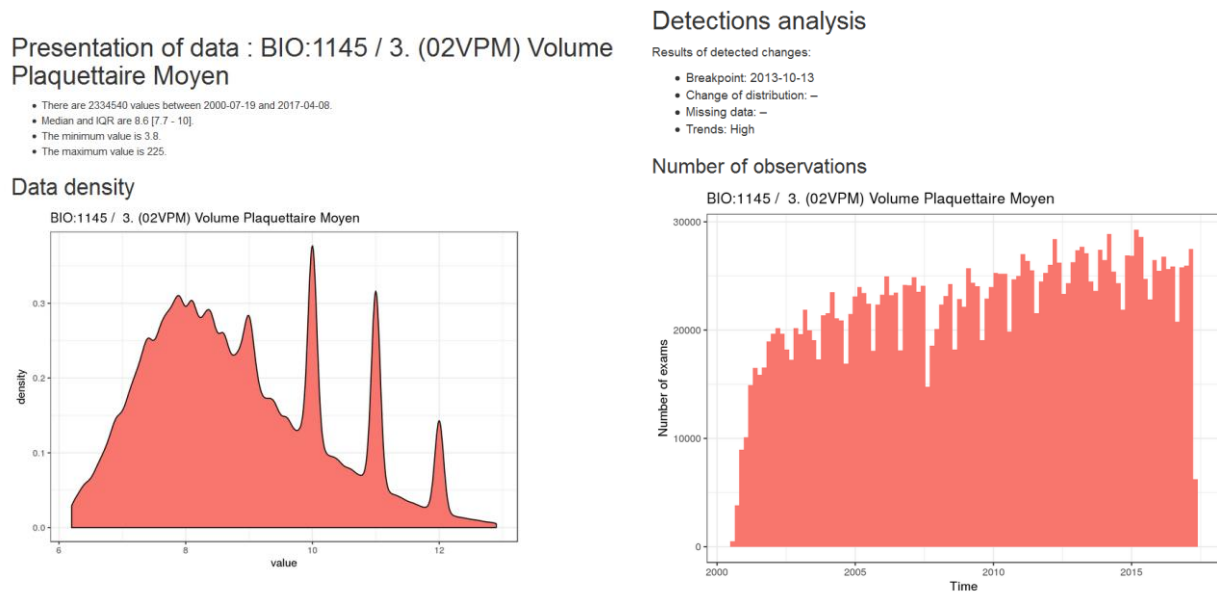 Presentation of data : BIO:1145 / 3. (02VPM) Volume
Plaquettaire Moyen
• There are 2334540 values between 2000-07-19 and 2017-04-08.
• Median and IQR are 8.6 [7.7 - 10].
• The minimum value is 3.8.
• The maximum value is 225.
Data density
BIO:1145 / 3. (02VPM) Volume Plaquettaire Moyen
density
0.3
0.2
0.1
0.0
6 8 10 12
value
Detections analysis
Results of detected changes:
• Breakpoint: 2013-10-13
• Change of distribution: –
• Missing data: –
• Trends: High
Number of observations
BIO:1145 / 3. (02VPM) Volume Plaquettaire Moyen
Number of exams
30000
20000
10000
0
2000 2005 2010 2015
Time